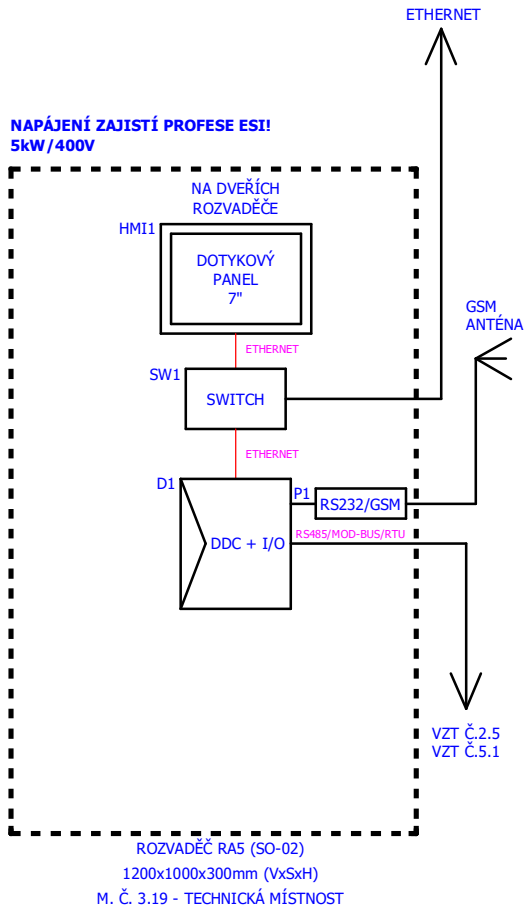 ETHERNET
NAPÁJENÍ ZAJISTÍ PROFESE ESI!
5kW/400V
NA DVEŘÍCH
ROZVADĚČE
HMI1
DOTYKOVÝ
PANEL
7"
GSM
ANTÉNA
ETHERNET
SW1
SWITCH
ETHERNET
D1
P1
RS232/GSM
RS485/MOD-BUS/RTU
DDC + I/O
VZT Č.2.5
VZT Č.5.1
ROZVADĚČ RA5 (SO-02)
1200x1000x300mm (VxSxH)
M. Č. 3.19 - TECHNICKÁ MÍSTNOST